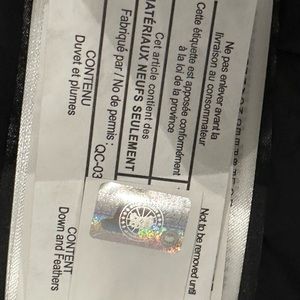 Ne pas enlever avant la
livraison au consommateur
Cette étiquette est apposée conformément
à la loi de la province
Cet article contient des
MATÉRIAUX NEUFS SEULEMENT
Fabriqué par / No de permis: QC-03
CONTENU
Duvet et plumes
Not to be removed until
CONTENT
Down and Feathers